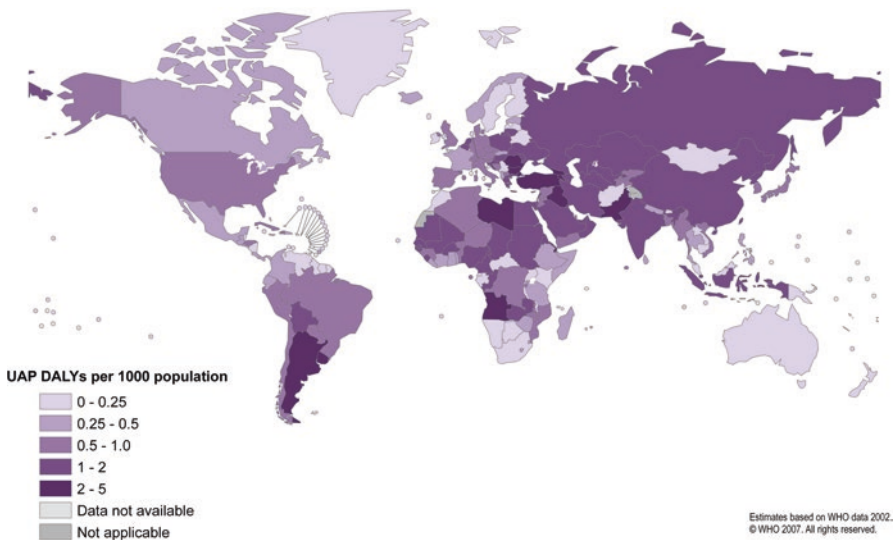 UAP DALYs per 1000 population
0 - 0.25
0.25 - 0.5
0.5 - 1.0
1 - 2
2 - 5
Data not available
Not applicable
Estimates based on WHO data 2002.
© WHO 2007. All rights reserved.